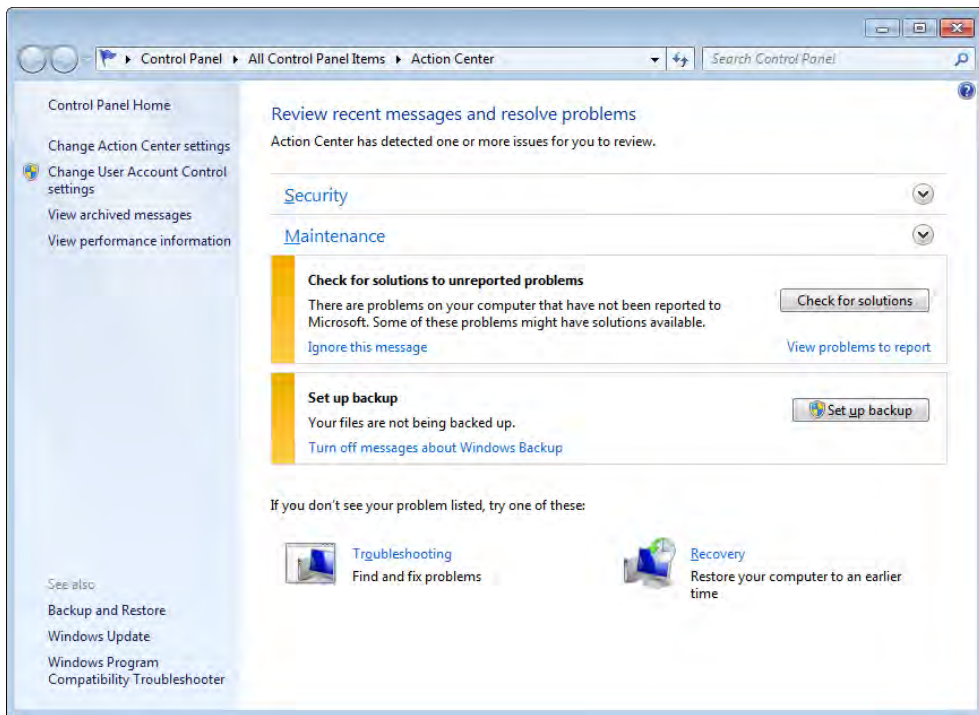 Control Panel All Control Panel Items Action Center
Search Control Panel
Control Panel Home
Change Action Center settings
Change User Account Control
settings
View archived messages
View performance information
See also
Backup and Restore
Windows Update
Windows Program
Compatibility Troubleshooter
Review recent messages and resolve problems
Action Center has detected one or more issues for you to review.
Security
Maintenance
Check for solutions to unreported problems
There are problems on your computer that have not been reported to
Microsoft. Some of these problems might have solutions available.
Check for solutions
Ignore this message
View problems to report
Set up backup
Your files are not being backed up.
Set up backup
Turn off messages about Windows Backup
If you don't see your problem listed, try one of these:
Troubleshooting
Find and fix problems
Recovery
Restore your computer to an earlier
time